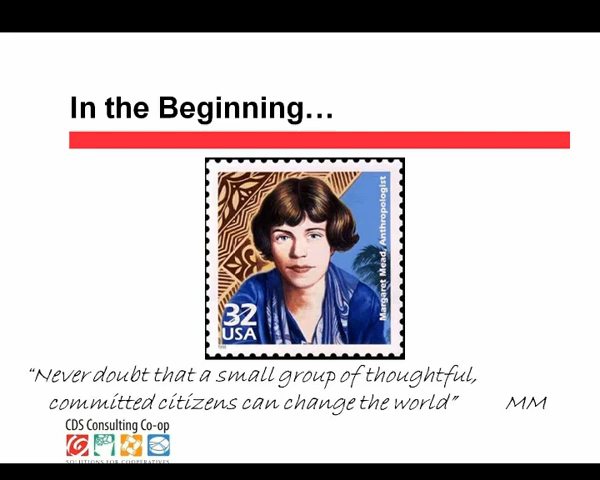 In the Beginning…
Margaret Mead, Anthropologist
32
USA
“Never doubt that a small group of thoughtful,
committed citizens can change the world” MM
CDS Consulting Co-op
SOLUTIONS FOR COOPERATIVES